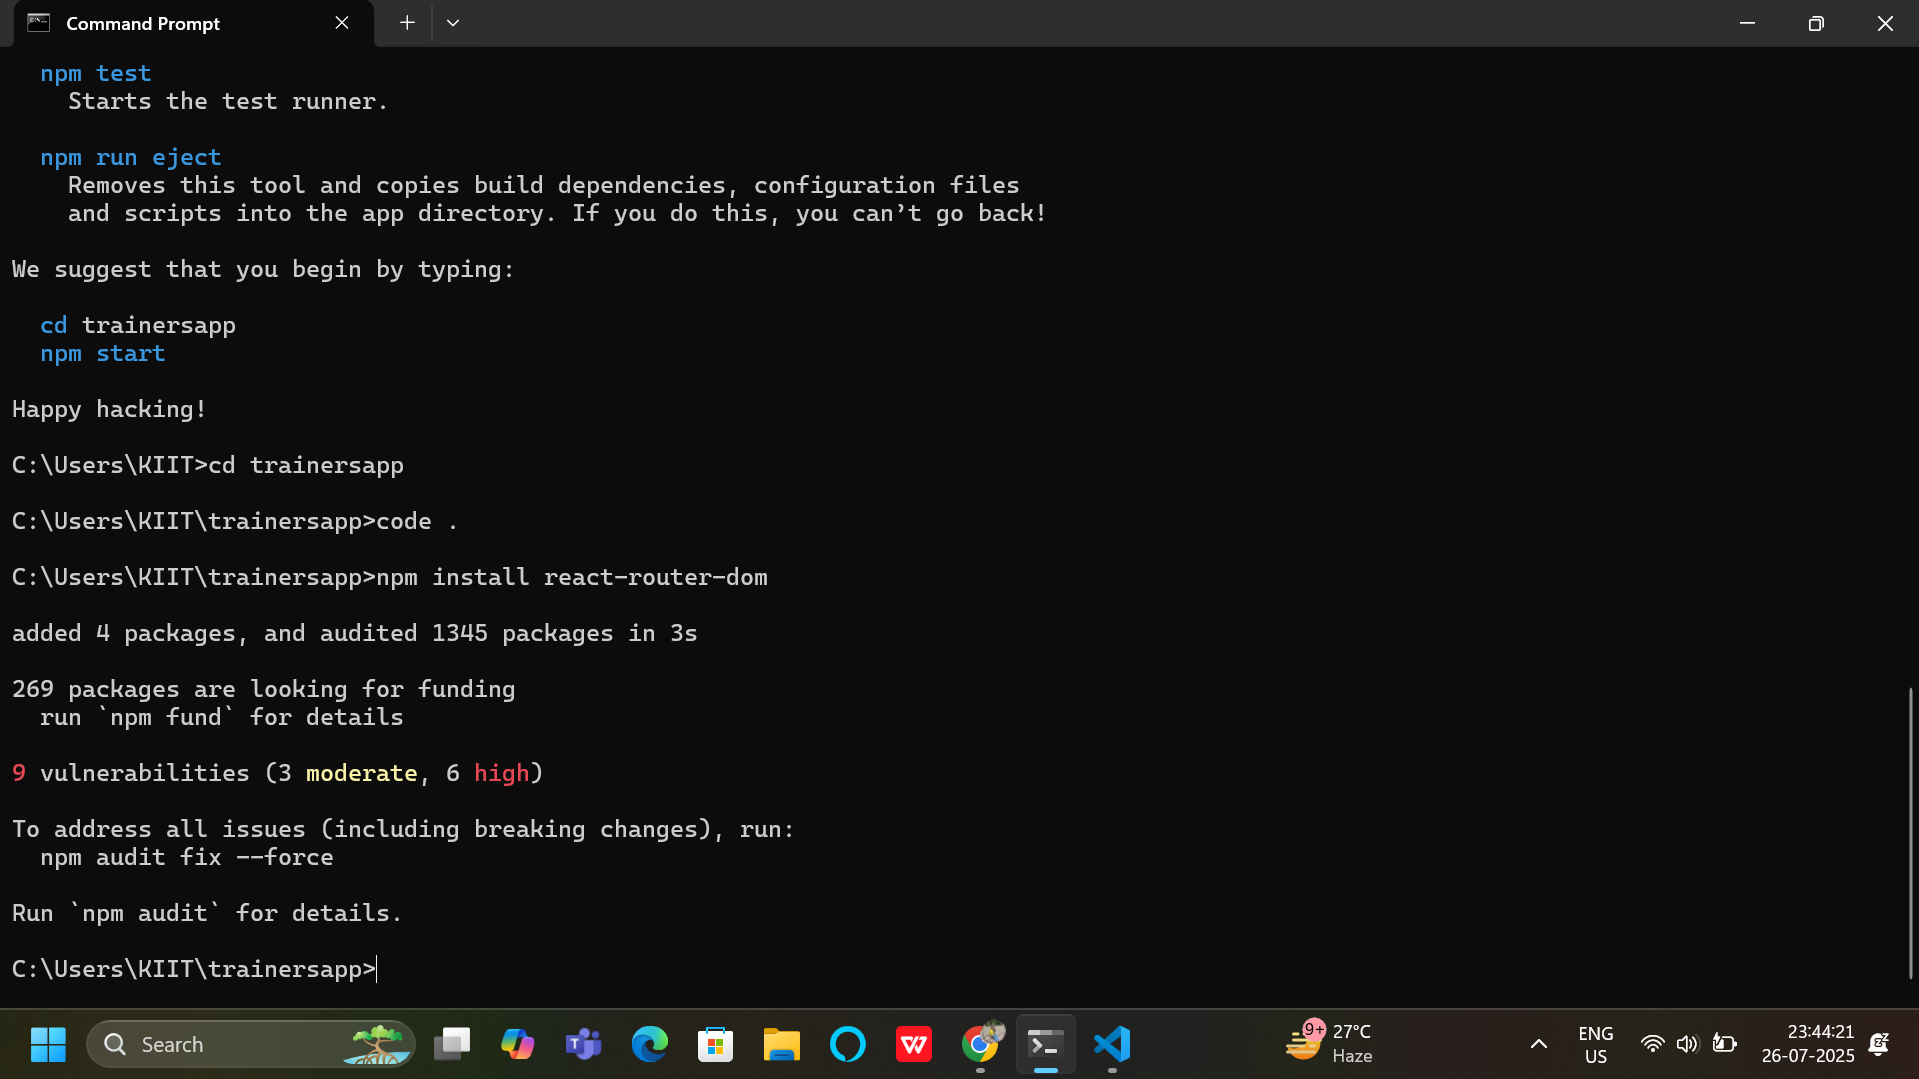 Command Prompt
npm test
Starts the test runner.
npm run eject
Removes this tool and copies build dependencies, configuration files
and scripts into the app directory. If you do this, you can’t go back!
We suggest that you begin by typing:
cd trainersapp
npm start
Happy hacking!
C:\Users\KIIT>cd trainersapp
C:\Users\KIIT\trainersapp>code .
C:\Users\KIIT\trainersapp>npm install react-router-dom
added 4 packages, and audited 1345 packages in 3s
269 packages are looking for funding
run `npm fund` for details
9 vulnerabilities (3 moderate, 6 high)
To address all issues (including breaking changes), run:
npm audit fix --force
Run `npm audit` for details.
C:\Users\KIIT\trainersapp>
Search
9+
27°C
Haze
ENG
US
23:44:21
26-07-2025